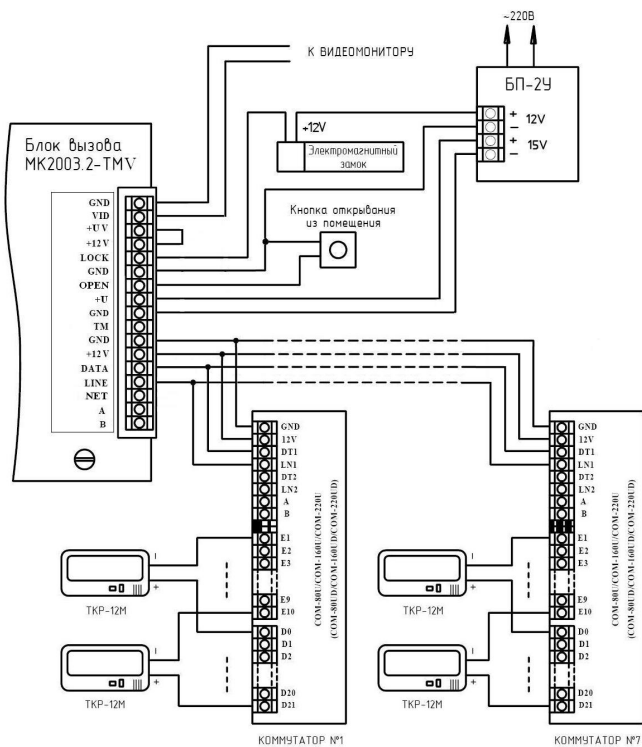 ~220В
К ВИДЕОМОНИТОРУ
БП-2У
+
12V
−
+
15V
−
+12V
Электромагнитный
замок
Блок вызова
МК2003.2-ТМV
Кнопка открывания
из помещения
GND
VID
+UV
+12V
LOCK
GND
OPEN
+U
GND
TM
GND
+12V
DATA
LINE
NET
A
B
GND
12V
DT1
LN1
DT2
LN2
A
B
E1
E2
E3
E9
E10
D0
D1
D2
D20
D21
COM-80U/COM-160U/COM-220U
(COM-80UD/COM-160UD/COM-220UD)
−
+
ТКР-12М
−
+
ТКР-12М
КОММУТАТОР №1
GND
12V
DT1
LN1
DT2
LN2
A
B
E1
E2
E3
E9
E10
D0
D1
D2
D20
D21
COM-80U/COM-160U/COM-220U
(COM-80UD/COM-160UD/COM-220UD)
−
+
ТКР-12М
−
+
ТКР-12М
КОММУТАТОР №7